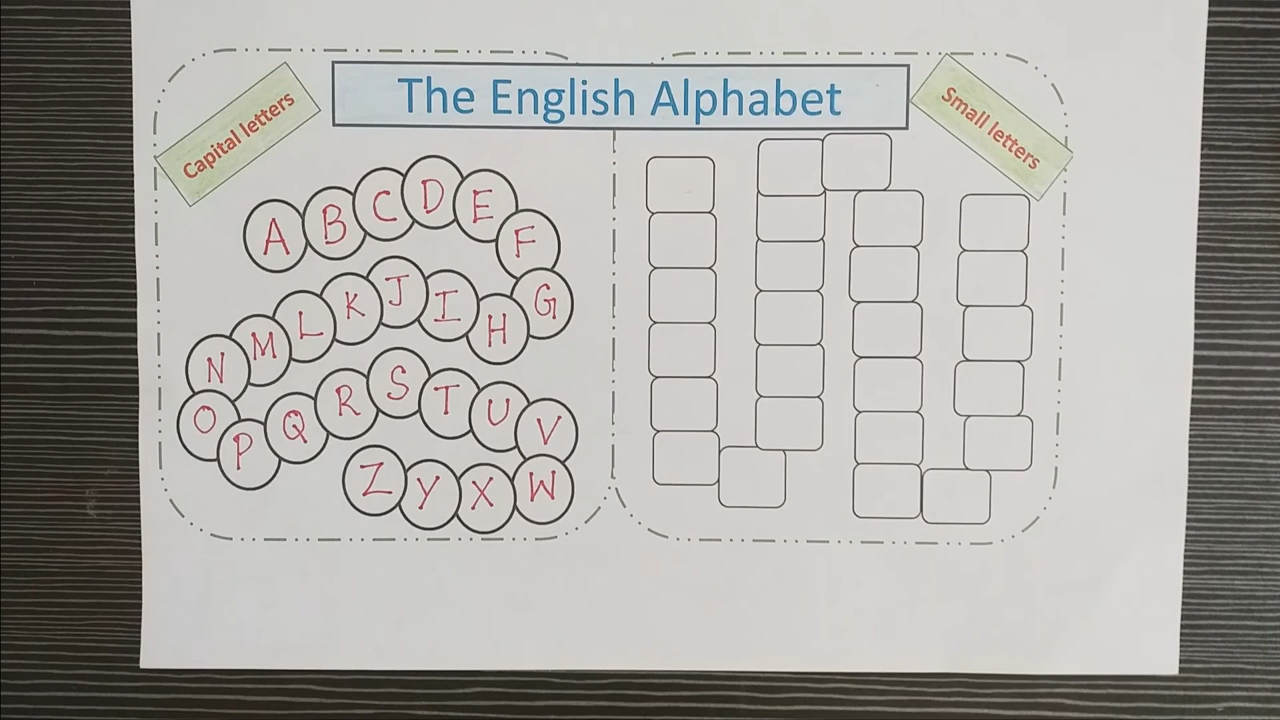 The English Alphabet
Capital letters
Small letters
A B C D E
F
G
N M L K J I H
O P Q R S T U V
Z Y X W